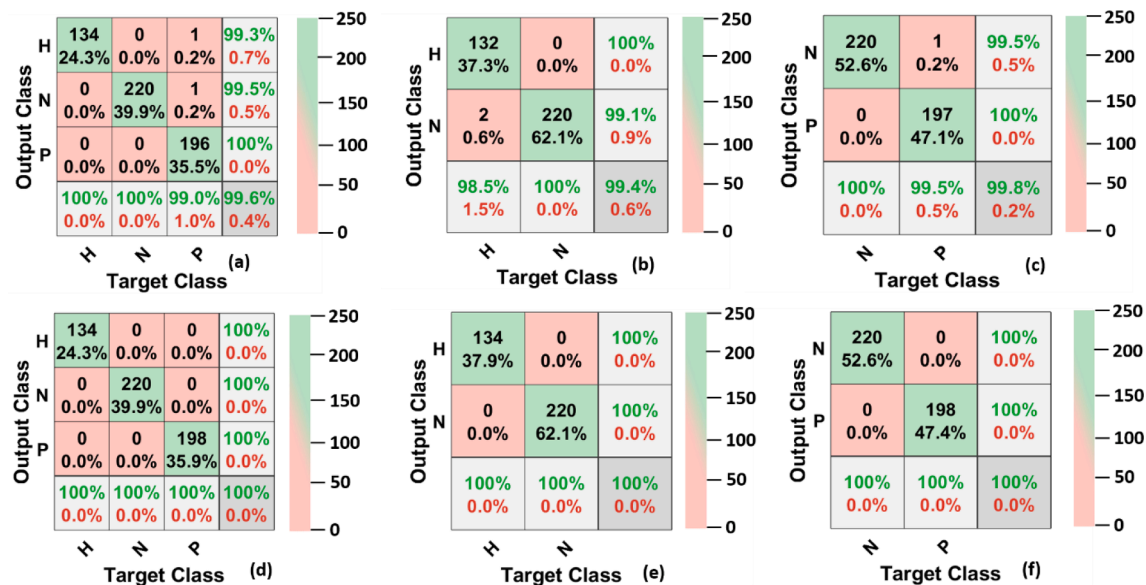 Output Class
H 134 0 1 99.3% 250
24.3% 0.0% 0.2% 0.7% 200
N 0 220 1 99.5% 150
0.0% 39.9% 0.2% 0.5%
P 0 0 196 100% 100
0.0% 0.0% 35.5% 0.0% 50
100% 100% 99.0% 99.6%
0.0% 0.0% 1.0% 0.4% 0
H N P (a)
Target Class
Output Class
H 132 0 100% 250
37.3% 0.0% 0.0% 200
N 2 220 99.1% 150
0.6% 62.1% 0.9% 100
98.5% 100% 99.4% 50
1.5% 0.0% 0.6% 0
H N (b)
Target Class
Output Class
N 220 1 99.5% 250
52.6% 0.2% 0.5% 200
P 0 197 100% 150
0.0% 47.1% 0.0% 100
100% 99.5% 99.8% 50
0.0% 0.5% 0.2% 0
N P (c)
Target Class
Output Class
H 134 0 0 100% 250
24.3% 0.0% 0.0% 0.0% 200
N 0 220 0 100% 150
0.0% 39.9% 0.0% 0.0%
P 0 0 198 100% 100
0.0% 0.0% 35.9% 0.0% 50
100% 100% 100% 100%
0.0% 0.0% 0.0% 0.0% 0
H N P (d)
Target Class
Output Class
H 134 0 100% 250
37.9% 0.0% 0.0% 200
N 0 220 100% 150
0.0% 62.1% 0.0% 100
100% 100% 100% 50
0.0% 0.0% 0.0% 0
H N (e)
Target Class
Output Class
N 220 0 100% 250
52.6% 0.0% 0.0% 200
P 0 198 100% 150
0.0% 47.4% 0.0% 100
100% 100% 100% 50
0.0% 0.0% 0.0% 0
N P (f)
Target Class